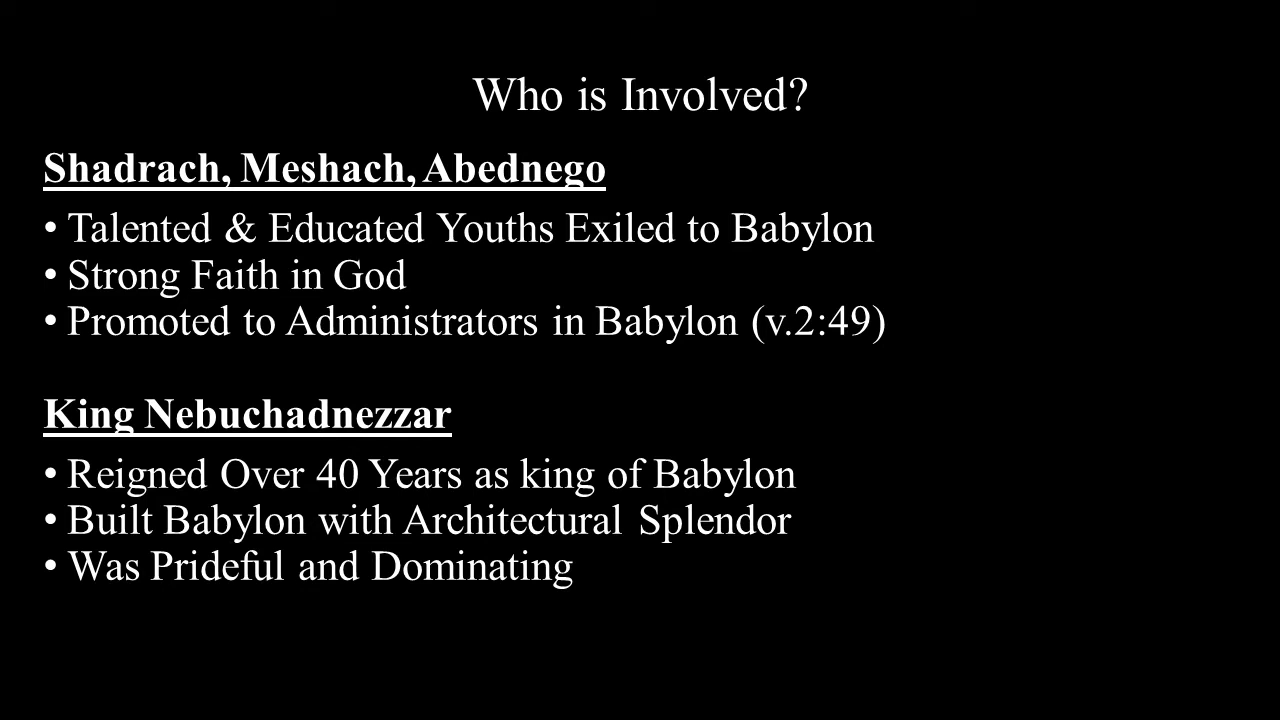 Who is Involved?
Shadrach, Meshach, Abednego
• Talented & Educated Youths Exiled to Babylon
• Strong Faith in God
• Promoted to Administrators in Babylon (v.2:49)
King Nebuchadnezzar
• Reigned Over 40 Years as king of Babylon
• Built Babylon with Architectural Splendor
• Was Prideful and Dominating